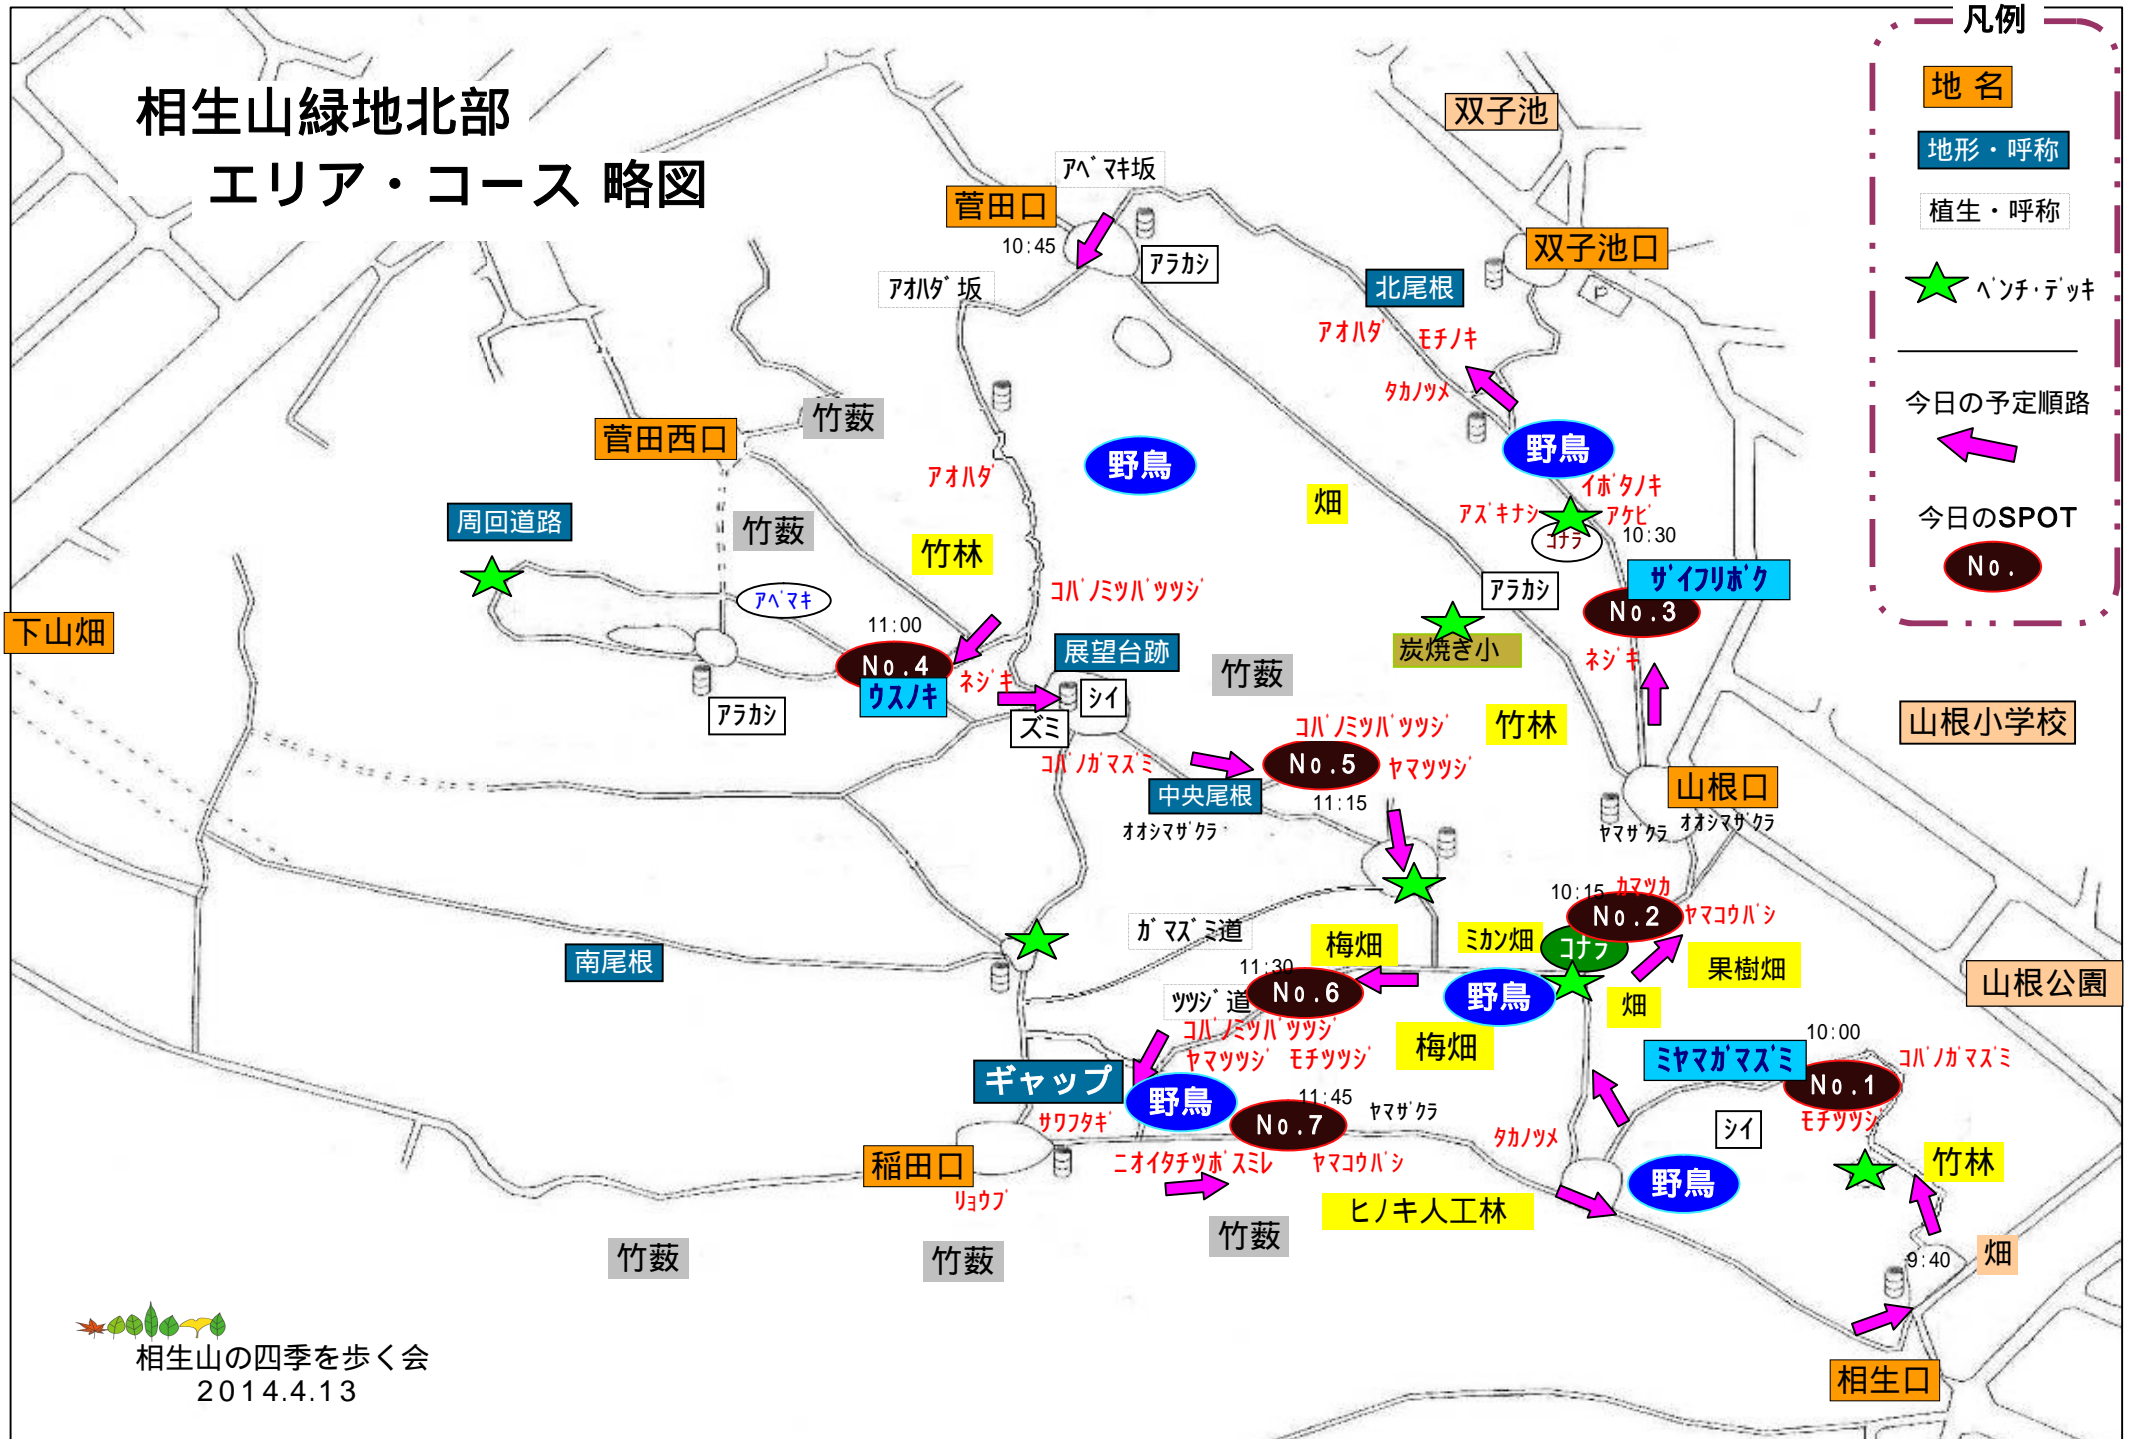 相生山緑地北部
エリア・コース 略図
凡例
地 名
地形・呼称
植生・呼称
ﾍﾞﾝﾁ・ﾃﾞｯｷ
今日の予定順路
今日のSPOT
No.
双子池
双子池口
P
ｱﾍﾞﾏｷ坂
菅田口
10:45
ｱﾗｶｼ
ｱｵﾊﾀﾞ坂
北尾根
ｱｵﾊﾀﾞ
ﾓﾁﾉｷ
ﾀｶﾉﾂﾒ
野鳥
ｲﾎﾞﾀﾉｷ
ｱｽﾞｷﾅｼ
ｱｹﾋﾞ
ｺﾅﾗ
10:30
ｻﾞｲﾌﾘﾎﾞｸ
No.3
ﾈｼﾞｷ
竹藪
菅田西口
野鳥
ｱｵﾊﾀﾞ
畑
周回道路
竹藪
竹林
ｺﾊﾞﾉﾐﾂﾊﾞﾂﾂｼﾞ
ｱﾍﾞﾏｷ
11:00
No.4
ｳｽﾉｷ
ﾈｼﾞｷ
ｱﾗｶｼ
下山畑
展望台跡
ｼｲ
ズミ
ｺﾊﾞﾉｶﾞﾏｽﾞﾐ
竹藪
ｱﾗｶｼ
炭焼き小
竹林
ｺﾊﾞﾉﾐﾂﾊﾞﾂﾂｼﾞ
No.5
ﾔﾏﾂﾂｼﾞ
中央尾根
11:15
ｵｵｼﾏｻﾞｸﾗ
山根小学校
山根口
ﾔﾏｻﾞｸﾗ
ｵｵｼﾏｻﾞｸﾗ
10:15
ｶﾏﾂｶ
No.2
ﾔﾏｺｳﾊﾞｼ
ｺﾅﾗ
ﾐｶﾝ畑
果樹畑
畑
山根公園
ｶﾞﾏｽﾞﾐ道
梅畑
11:30
No.6
ﾂﾂｼﾞ道
野鳥
ｺﾊﾞﾉﾐﾂﾊﾞﾂﾂｼﾞ
ﾔﾏﾂﾂｼﾞ
ﾓﾁﾂﾂｼﾞ
梅畑
南尾根
ギャップ
野鳥
11:45
No.7
ﾔﾏｻﾞｸﾗ
ｻﾜﾌﾀｷﾞ
ﾆｵｲﾀﾁﾂﾎﾞｽﾐﾚ
ﾔﾏｺｳﾊﾞｼ
ﾀｶﾉﾂﾒ
10:00
ﾐﾔﾏｶﾞﾏｽﾞﾐ
No.1
ｺﾊﾞﾉｶﾞﾏｽﾞﾐ
ﾓﾁﾂﾂｼﾞ
ｼｲ
竹林
野鳥
稲田口
ﾘｮｳﾌﾞ
ヒノキ人工林
竹藪
竹藪
竹藪
9:40
畑
相生口
相生山の四季を歩く会
2014.4.13